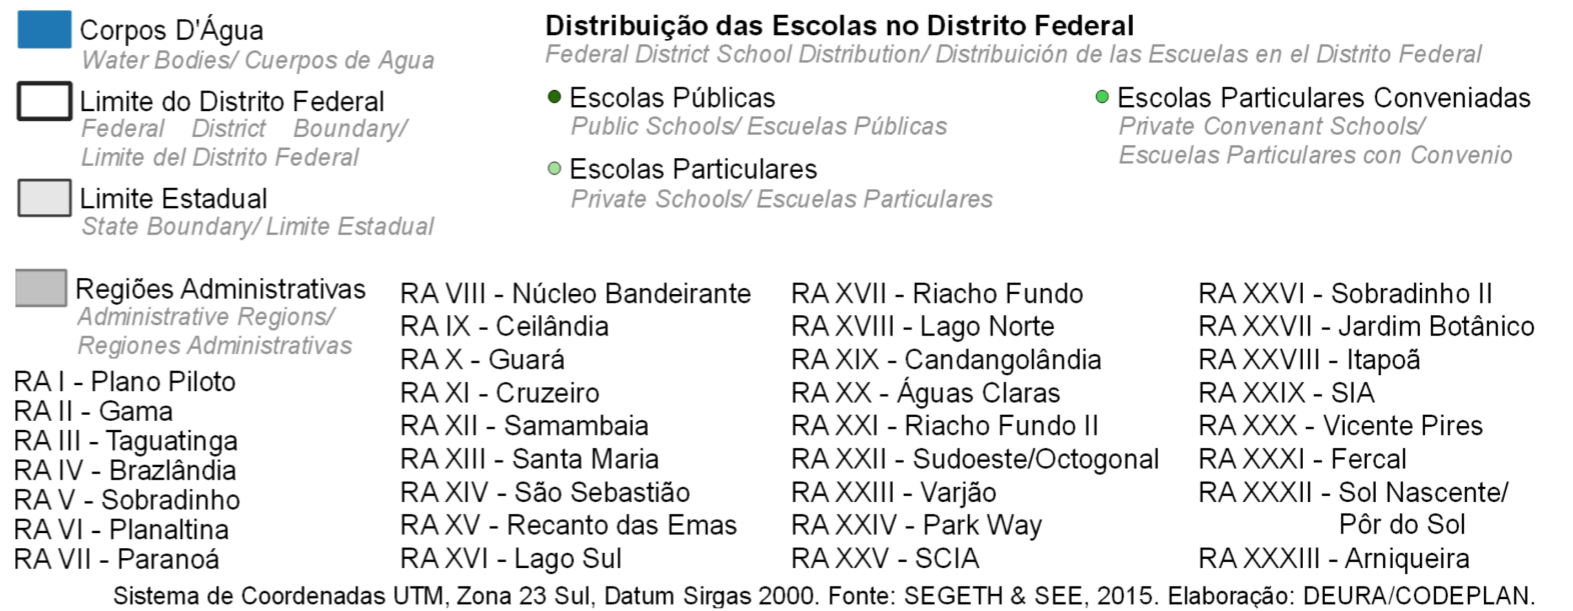 Corpos D'Água
Water Bodies/ Cuerpos de Agua
Limite do Distrito Federal
Federal District Boundary/
Limite del Distrito Federal
Limite Estadual
State Boundary/ Limite Estadual
Distribuição das Escolas no Distrito Federal
Federal District School Distribution/ Distribuición de las Escuelas en el Distrito Federal
Escolas Públicas
Public Schools/ Escuelas Públicas
Escolas Particulares
Private Schools/ Escuelas Particulares
Escolas Particulares Conveniadas
Private Convenant Schools/
Escuelas Particulares con Convenio
Regiões Administrativas
Administrative Regions/
Regiones Administrativas
RA I - Plano Piloto
RA II - Gama
RA III - Taguatinga
RA IV - Brazlândia
RA V - Sobradinho
RA VI - Planaltina
RA VII - Paranoá
RA VIII - Núcleo Bandeirante
RA IX - Ceilândia
RA X - Guará
RA XI - Cruzeiro
RA XII - Samambaia
RA XIII - Santa Maria
RA XIV - São Sebastião
RA XV - Recanto das Emas
RA XVI - Lago Sul
RA XVII - Riacho Fundo
RA XVIII - Lago Norte
RA XIX - Candangolândia
RA XX - Águas Claras
RA XXI - Riacho Fundo II
RA XXII - Sudoeste/Octogonal
RA XXIII - Varjão
RA XXIV - Park Way
RA XXV - SCIA
RA XXVI - Sobradinho II
RA XXVII - Jardim Botânico
RA XXVIII - Itapoã
RA XXIX - SIA
RA XXX - Vicente Pires
RA XXXI - Fercal
RA XXXII - Sol Nascente/
Pôr do Sol
RA XXXIII - Arniqueira
Sistema de Coordenadas UTM, Zona 23 Sul, Datum Sirgas 2000. Fonte: SEGETH & SEE, 2015. Elaboração: DEURA/CODEPLAN.